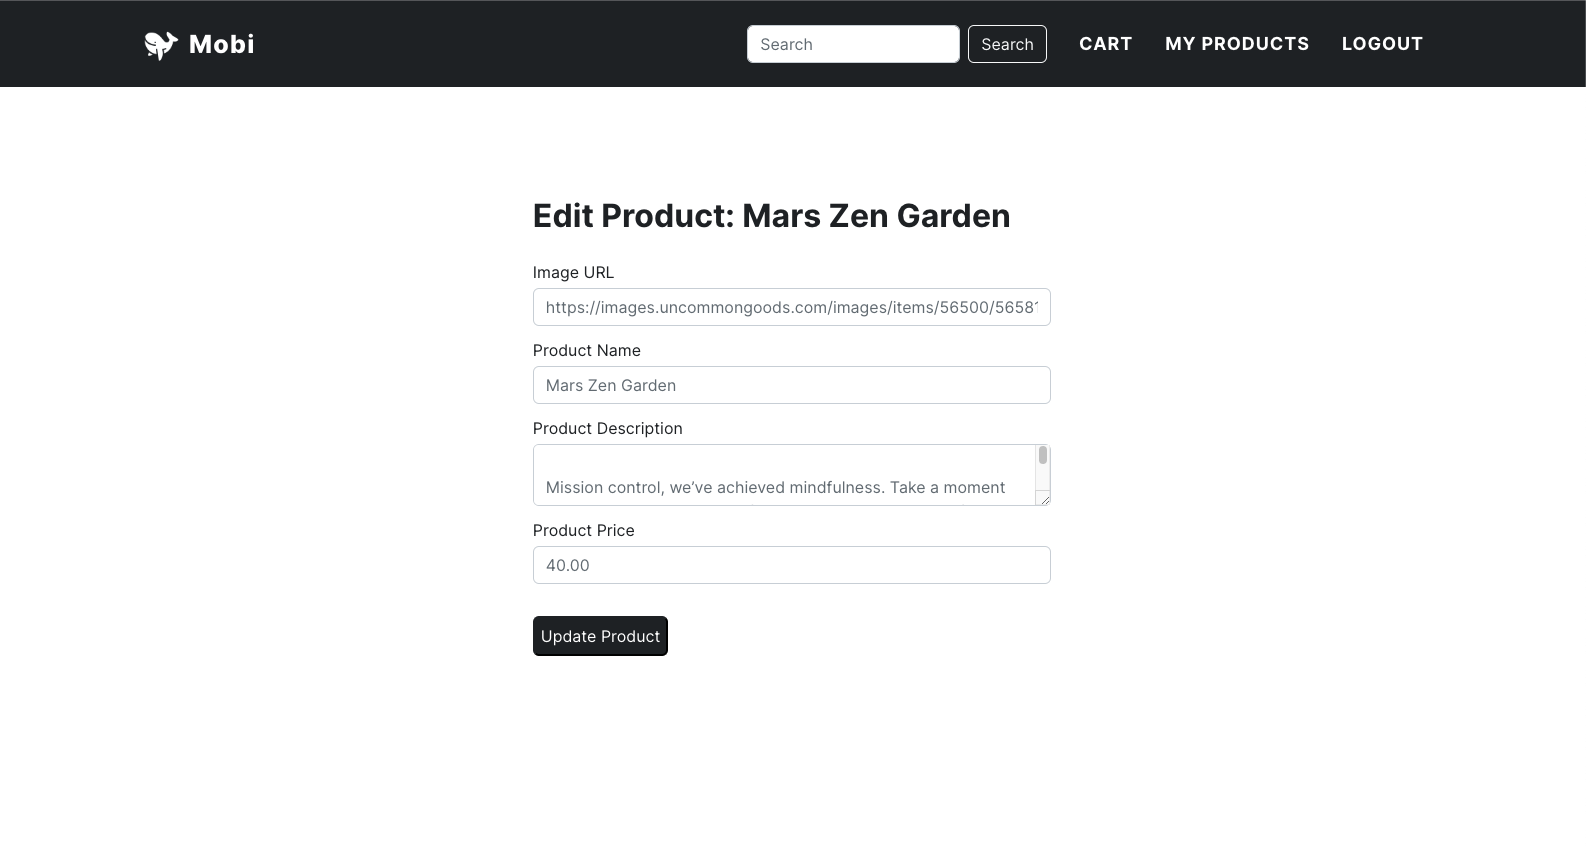 Mobi
Search
Search
CART
MY PRODUCTS
LOGOUT
Edit Product: Mars Zen Garden
Image URL
https://images.uncommongoods.com/images/items/56500/5658
Product Name
Mars Zen Garden
Product Description
Mission control, we’ve achieved mindfulness. Take a moment
Product Price
40.00
Update Product